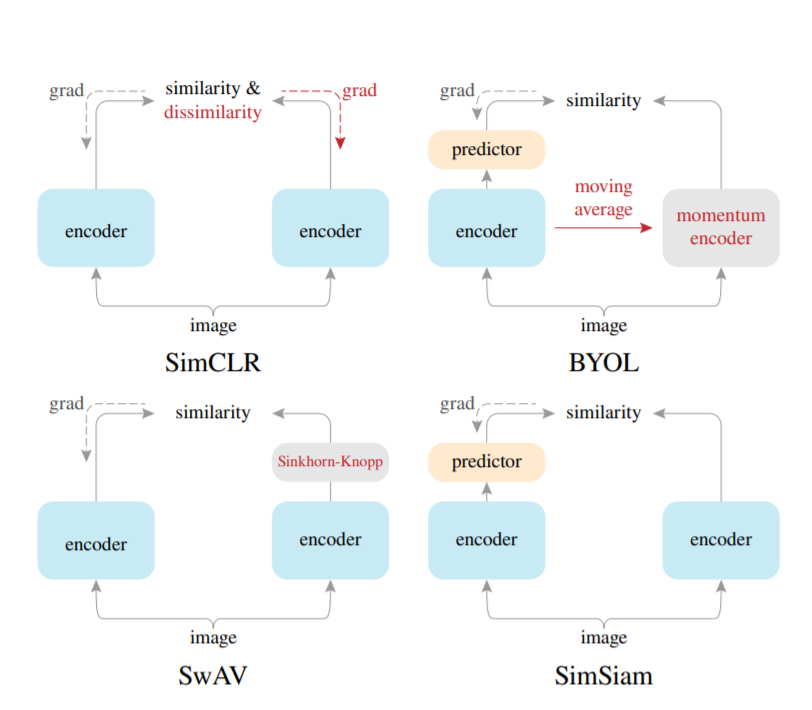 grad
similarity &
dissimilarity
grad
encoder
encoder
image
SimCLR
grad
similarity
predictor
encoder
moving
average
momentum
encoder
image
BYOL
grad
similarity
Sinkhorn-Knopp
encoder
encoder
image
SwAV
grad
similarity
predictor
encoder
encoder
image
SimSiam